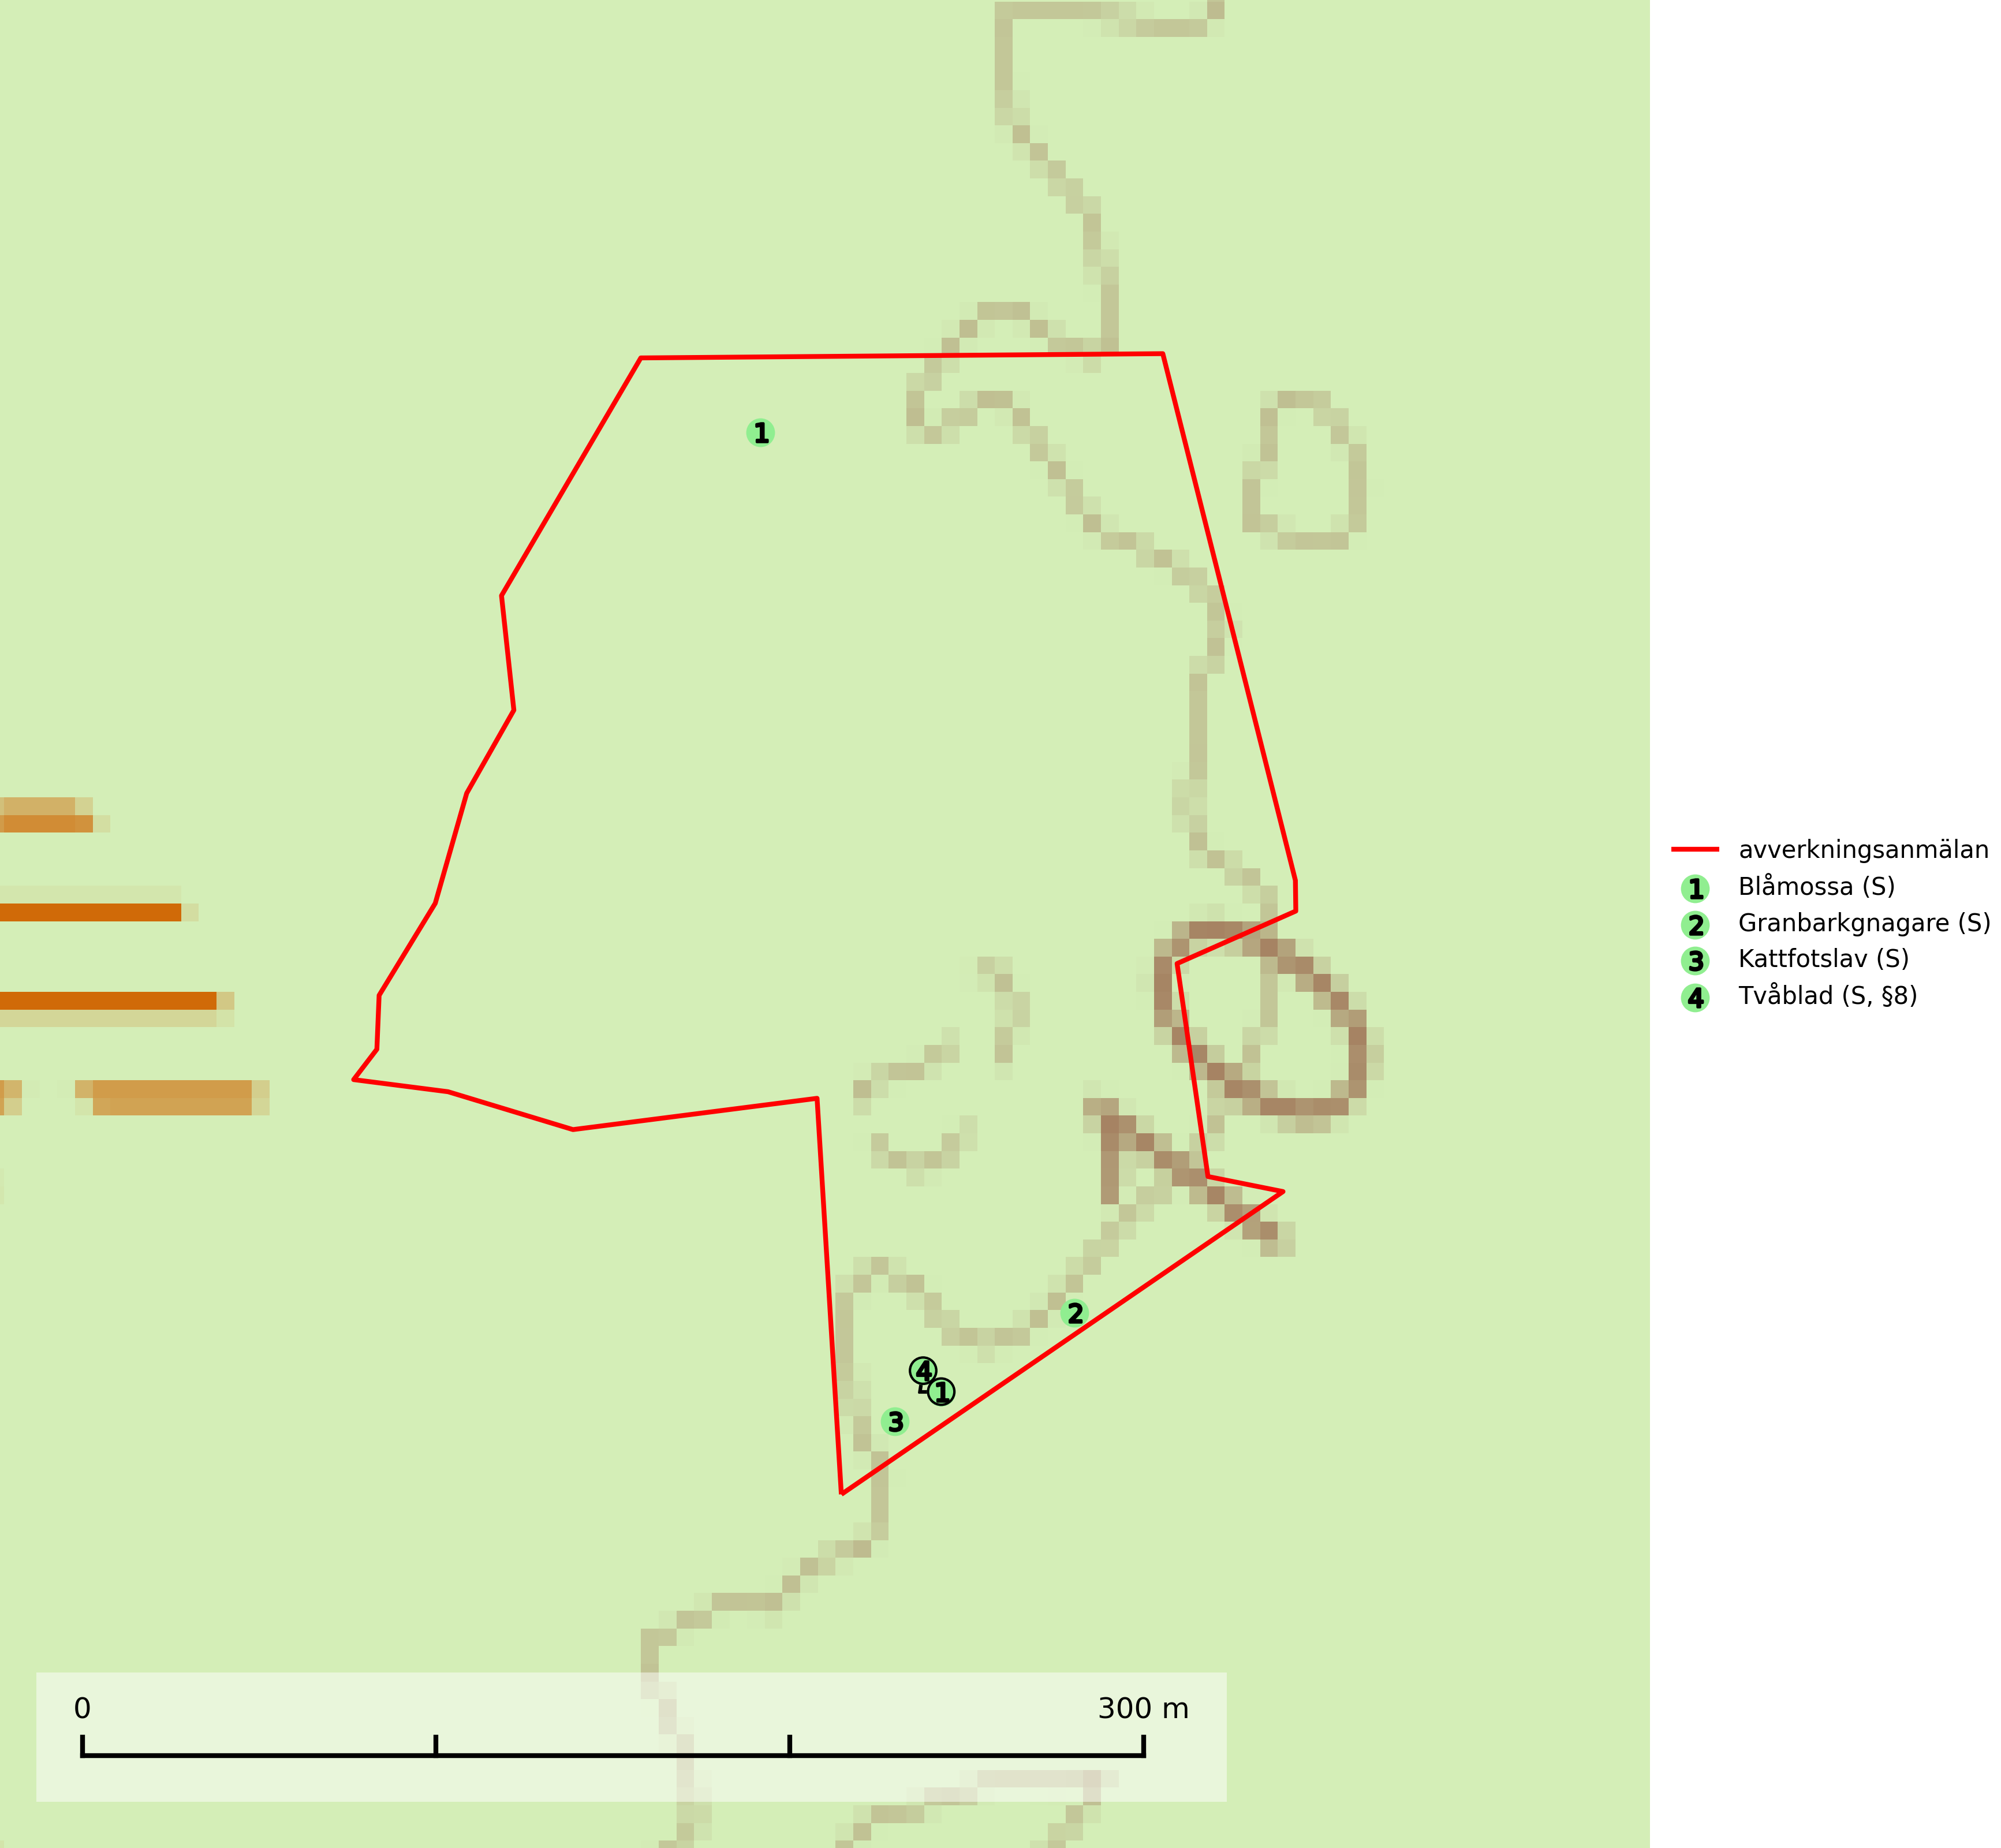 1
2
4
1
3
0
300 m
avverkningsanmälan
1 Blåmossa (S)
2 Granbarkgnagare (S)
3 Kattfotslav (S)
4 Tvåblad (S, §8)